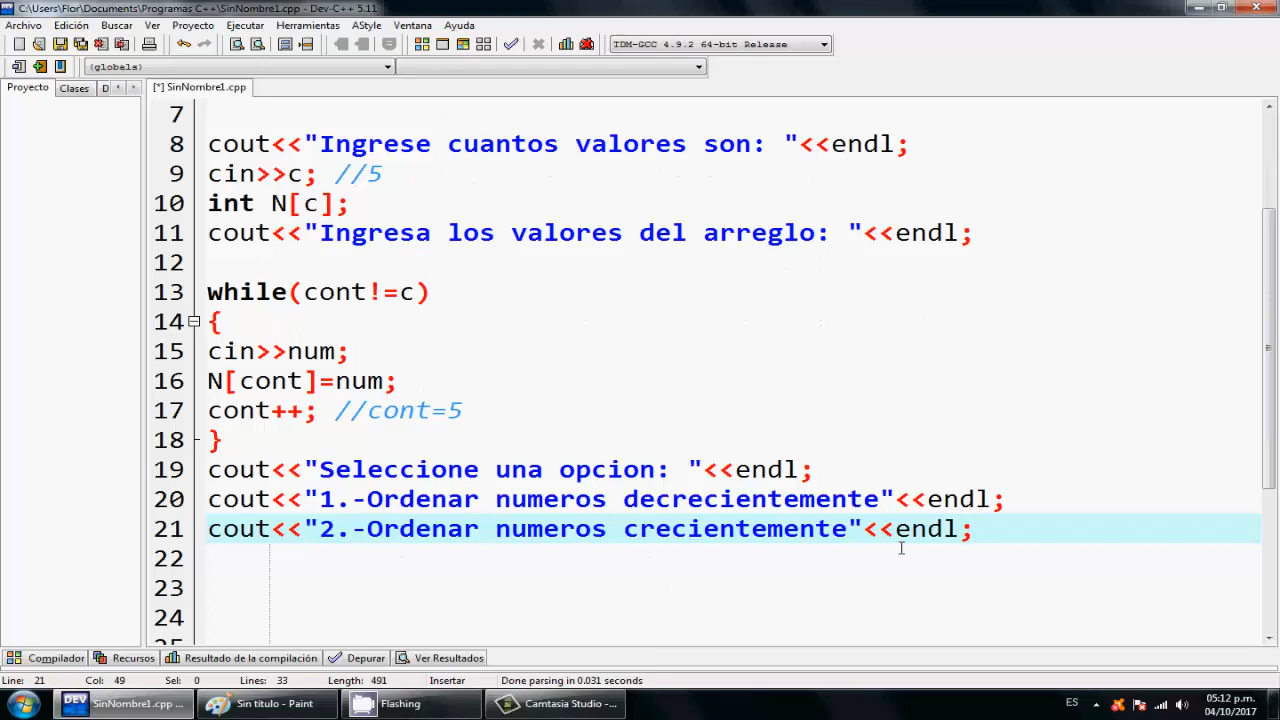 C:\Users\Flor\Documents\Programas C++\SinNombre1.cpp - Dev-C++ 5.11
Archivo Edición Buscar Ver Proyecto Ejecutar Herramientas AStyle Ventana Ayuda
TDM-GCC 4.9.2 64-bit Release
(globals)
Proyecto Clases D [*] SinNombre1.cpp
7
8 cout<<"Ingrese cuantos valores son: "<<endl;
9 cin>>c; //5
10 int N[c];
11 cout<<"Ingresa los valores del arreglo: "<<endl;
12
13 while(cont!=c)
14 {
15 cin>>num;
16 N[cont]=num;
17 cont++; //cont=5
18 }
19 cout<<"Seleccione una opcion: "<<endl;
20 cout<<"1.-Ordenar numeros decrecientemente"<<endl;
21 cout<<"2.-Ordenar numeros crecientemente"<<endl;
22
23
24
Compilador Recursos Resultado de la compilación Depurar Ver Resultados
Line: 21 Col: 49 Sel: 0 Lines: 33 Length: 491 Insertar Done parsing in 0.031 seconds
DEV SinNombre1.cpp ... Sin título - Paint Flashing Camtasia Studio -... ES 05:12 p.m.
04/10/2017